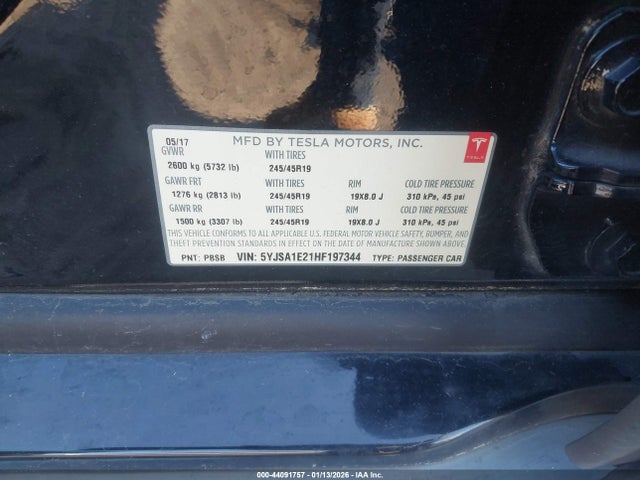 05/17 MFD BY TESLA MOTORS, INC.
GVWR WITH TIRES
2600 kg (5732 lb) 245/45R19
GAWR FRT WITH TIRES RIM COLD TIRE PRESSURE
1276 kg (2813 lb) 245/45R19 19X8.0 J 310 kPa, 45 psi
GAWR RR WITH TIRES RIM COLD TIRE PRESSURE
1500 kg (3307 lb) 245/45R19 19X8.0 J 310 kPa, 45 psi
THIS VEHICLE CONFORMS TO ALL APPLICABLE U.S. FEDERAL MOTOR VEHICLE SAFETY, BUMPER,
AND THEFT PREVENTION STANDARDS IN EFFECT ON THE DATE OF MANUFACTURE SHOWN ABOVE.
PNT: PBSB VIN: 5YJSA1E21HF197344 TYPE: PASSENGER CAR
TESLA
000-44091757 - 01/13/2026 - IAA Inc.